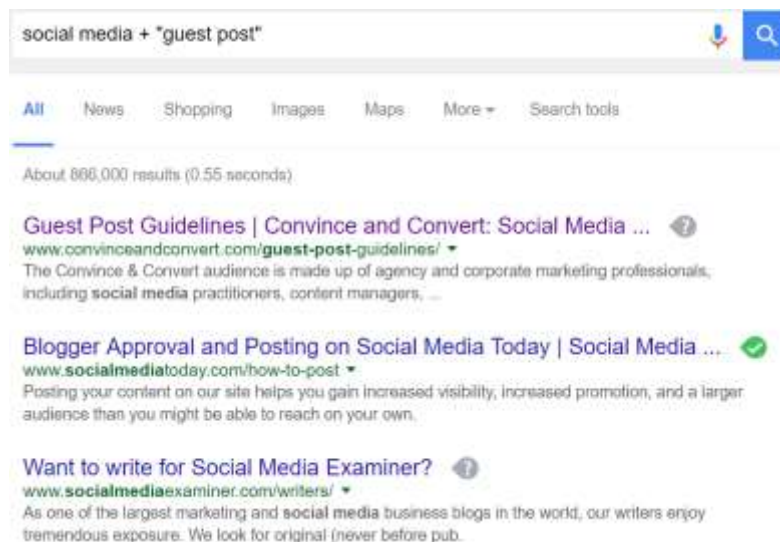 social media + "guest post"
All News Shopping Images Maps More Search tools
About 866,000 results (0.55 seconds)
Guest Post Guidelines | Convince and Convert: Social Media ...
www.convinceandconvert.com/guest-post-guidelines/
The Convince & Convert audience is made up of agency and corporate marketing professionals,
including social media practitioners, content managers, ...
Blogger Approval and Posting on Social Media Today | Social Media ...
www.socialmediatoday.com/how-to-post
Posting your content on our site helps you gain increased visibility, increased promotion, and a larger
audience than you might be able to reach on your own.
Want to write for Social Media Examiner?
www.socialmediaexaminer.com/writers/
As one of the largest marketing and social media business blogs in the world, our writers enjoy
tremendous exposure. We look for original (never before pub.